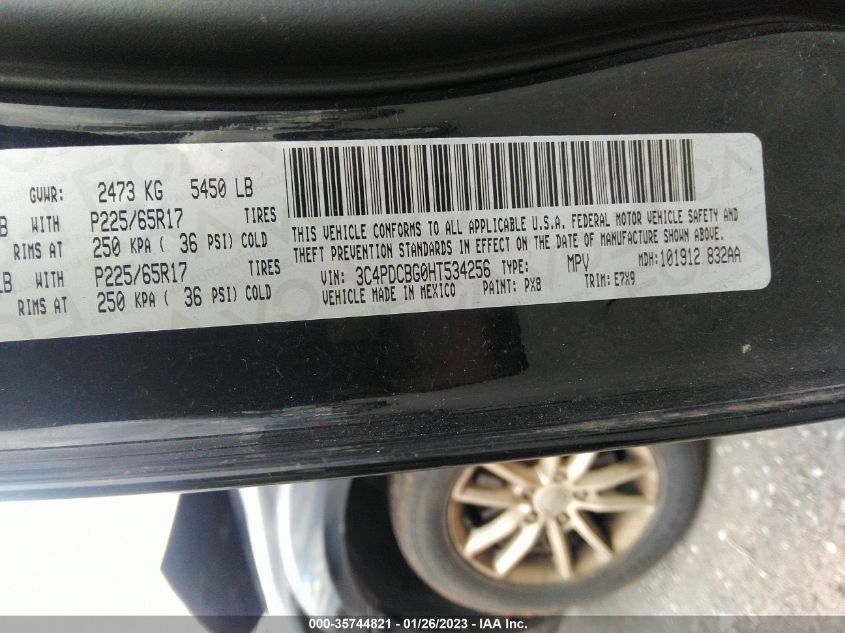 GVWR: 2473 KG 5450 LB
B WITH P225/65R17 TIRES
RIMS AT 250 KPA ( 36 PSI) COLD
LB WITH P225/65R17 TIRES
RIMS AT 250 KPA ( 36 PSI) COLD
THIS VEHICLE CONFORMS TO ALL APPLICABLE U.S.A. FEDERAL MOTOR VEHICLE SAFETY AND
THEFT PREVENTION STANDARDS IN EFFECT ON THE DATE OF MANUFACTURE SHOWN ABOVE.
VIN: 3C4PDCBG0HT534256 TYPE: MPV MDH: 101912 832AA
VEHICLE MADE IN MEXICO PAINT: PX8 TRIM: E7X9
000-35744821 - 01/26/2023 - IAA Inc.